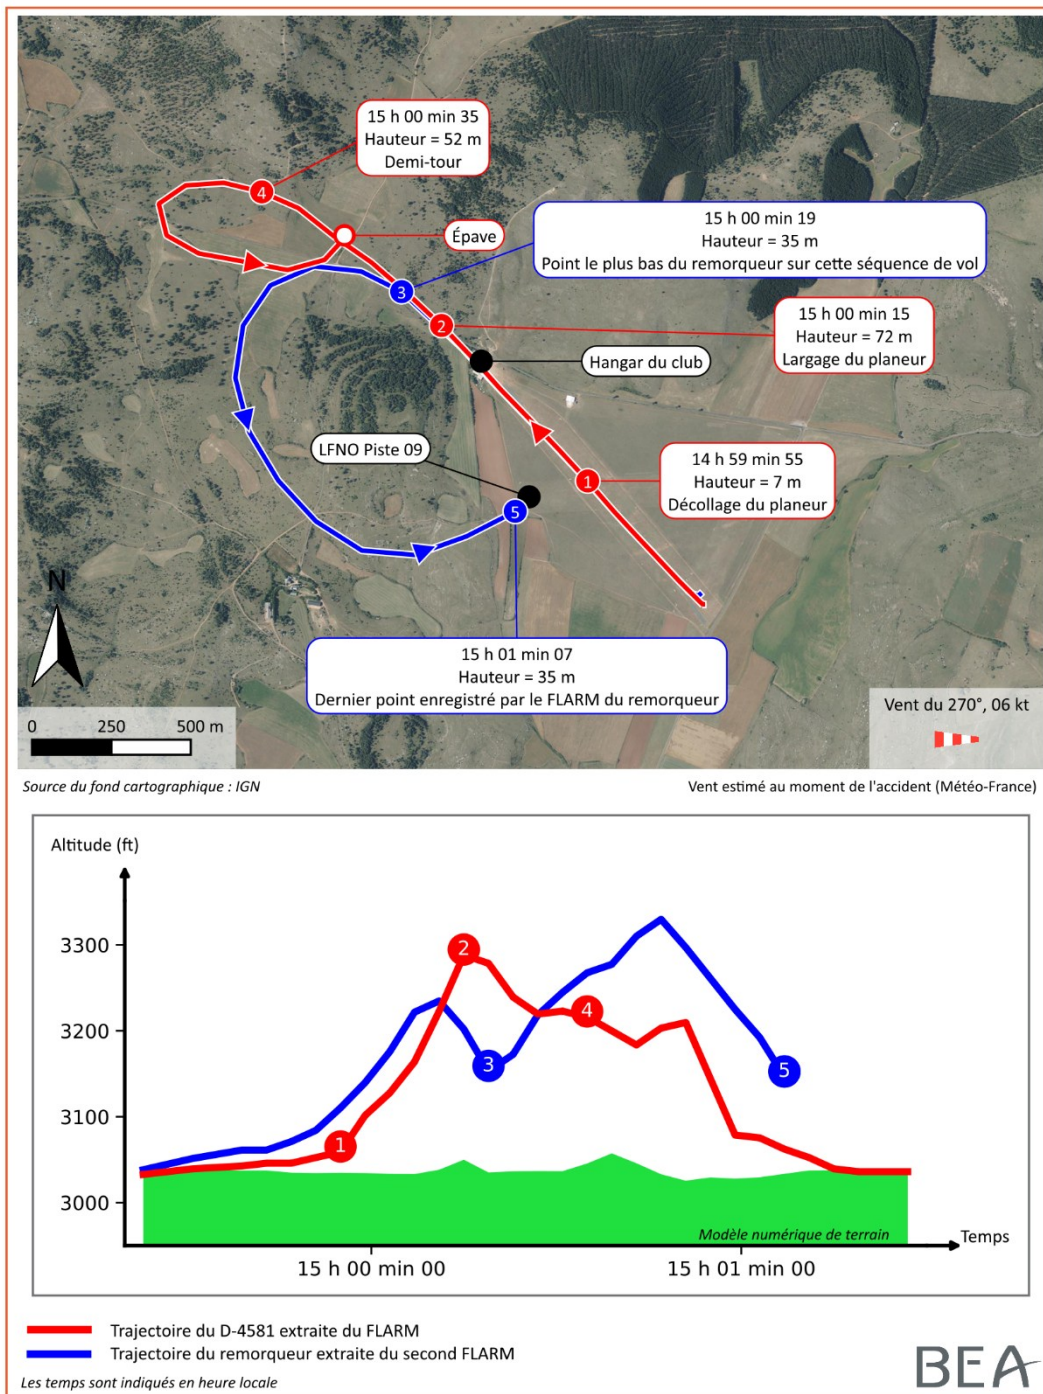 15 h 00 min 35
Hauteur = 52 m
Demi-tour
4
Épave
15 h 00 min 19
Hauteur = 35 m
Point le plus bas du remorqueur sur cette séquence de vol
3
2
15 h 00 min 15
Hauteur = 72 m
Largage du planeur
Hangar du club
LFNO Piste 09
14 h 59 min 55
Hauteur = 7 m
Décollage du planeur
1
5
N
15 h 01 min 07
Hauteur = 35 m
Dernier point enregistré par le FLARM du remorqueur
0 250 500 m
Vent du 270°, 06 kt
Source du fond cartographique : IGN
Vent estimé au moment de l'accident (Météo-France)
Altitude (ft)
3300
3200
3100
3000
2
4
3
5
1
Modèle numérique de terrain
Temps
15 h 00 min 00
15 h 01 min 00
Trajectoire du D-4581 extraite du FLARM
Trajectoire du remorqueur extraite du second FLARM
Les temps sont indiqués en heure locale
BEA